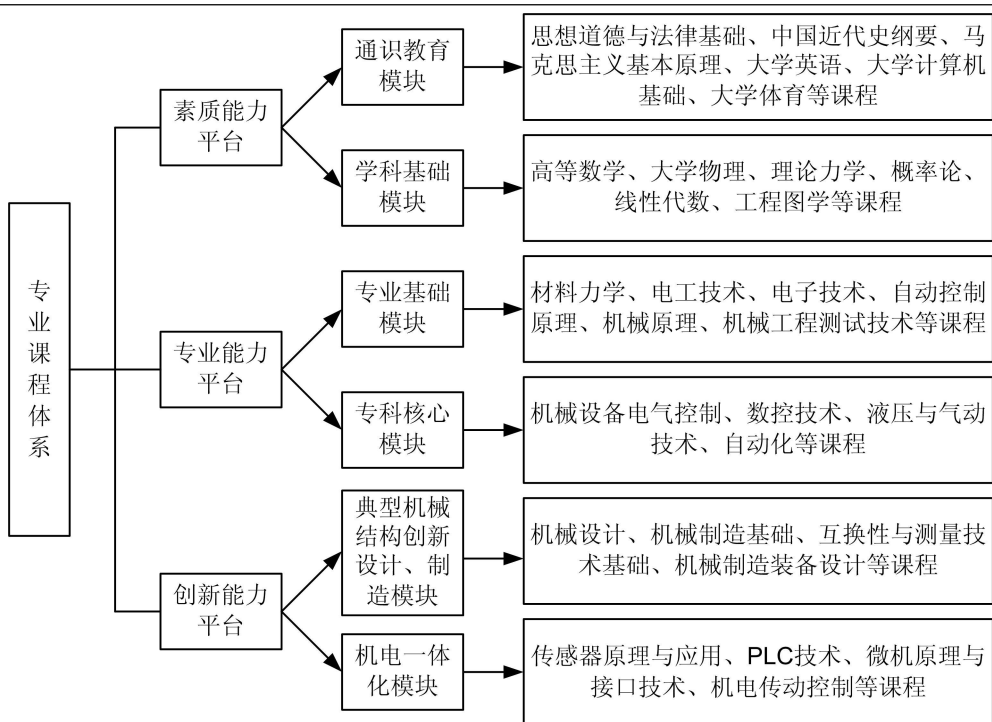 专
业
课
程
体
系
素质能力
平台
通识教育
模块
思想道德与法律基础、中国近代史纲要、马
克思主义基本原理、大学英语、大学计算机
基础、大学体育等课程
学科基础
模块
高等数学、大学物理、理论力学、概率论、
线性代数、工程图学等课程
专业能力
平台
专业基础
模块
材料力学、电工技术、电子技术、自动控制
原理、机械原理、机械工程测试技术等课程
专科核心
模块
机械设备电气控制、数控技术、液压与气动
技术、自动化等课程
创新能力
平台
典型机械
结构创新
设计、制
造模块
机械设计、机械制造基础、互换性与测量技
术基础、机械制造装备设计等课程
机电一体
化模块
传感器原理与应用、PLC技术、微机原理与
接口技术、机电传动控制等课程